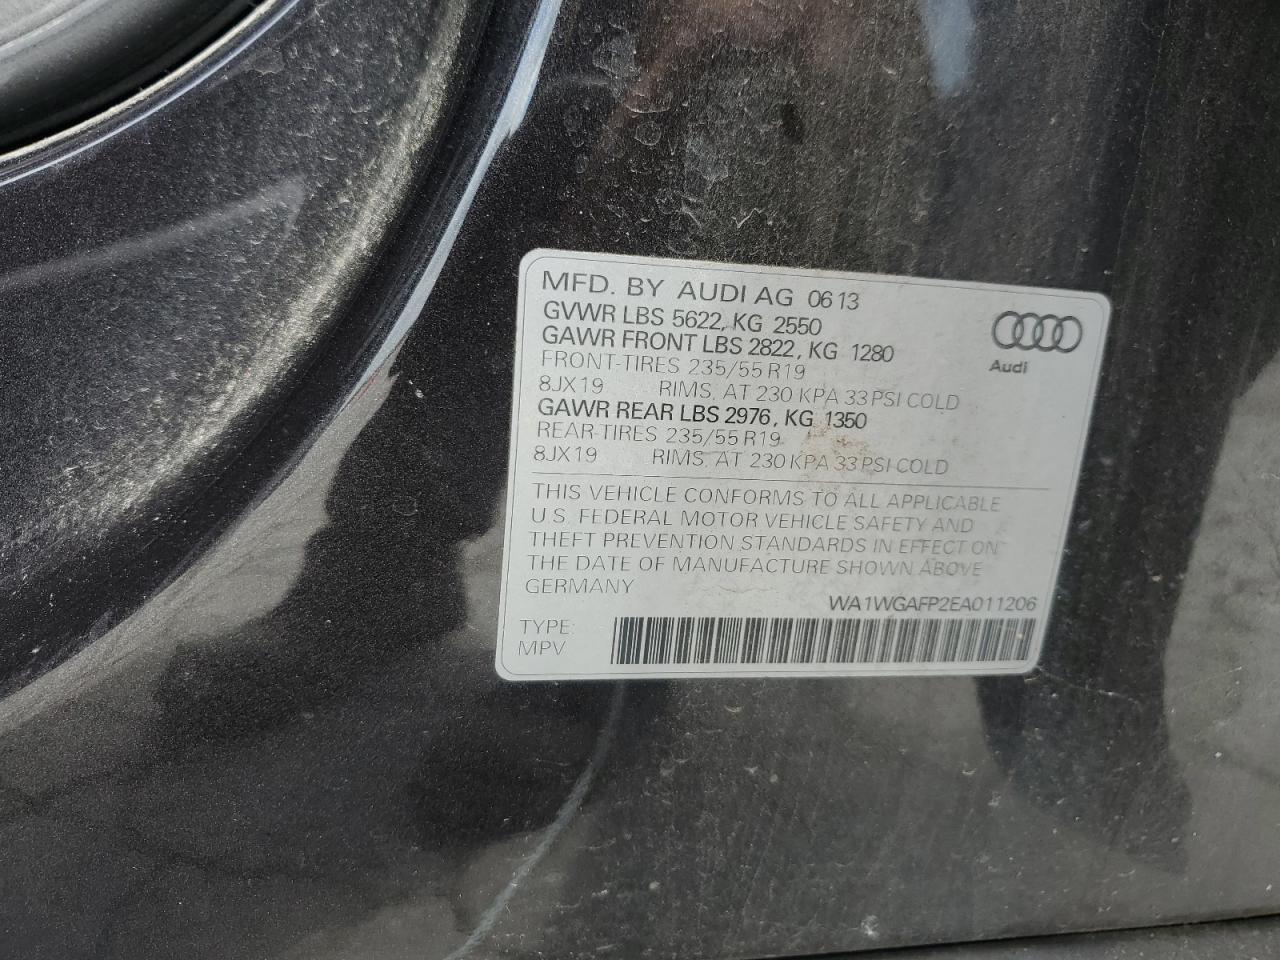 MFD. BY AUDI AG 06 13
GVWR LBS 5622, KG 2550
GAWR FRONT LBS 2822, KG 1280
FRONT-TIRES 235/55 R19
8JX19 RIMS, AT 230 KPA 33 PSI COLD
GAWR REAR LBS 2976, KG 1350
REAR-TIRES 235/55 R19
8JX19 RIMS, AT 230 KPA 33 PSI COLD
Audi
THIS VEHICLE CONFORMS TO ALL APPLICABLE
U.S. FEDERAL MOTOR VEHICLE SAFETY AND
THEFT PREVENTION STANDARDS IN EFFECT ON
THE DATE OF MANUFACTURE SHOWN ABOVE
GERMANY
WA1WGAFP2EA011206
TYPE:
MPV